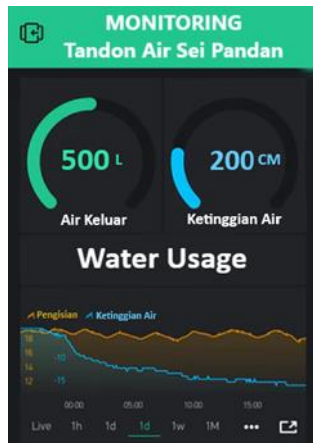 MONITORING
Tandon Air Sei Pandan
500 L
200 CM
Air Keluar
Ketinggian Air
Water Usage
Pengisian
Ketinggian Air
18
16
-10
14
12
-15
00:00
05:00
10:00
15:00
Live 1h 1d 1d 1w 1M